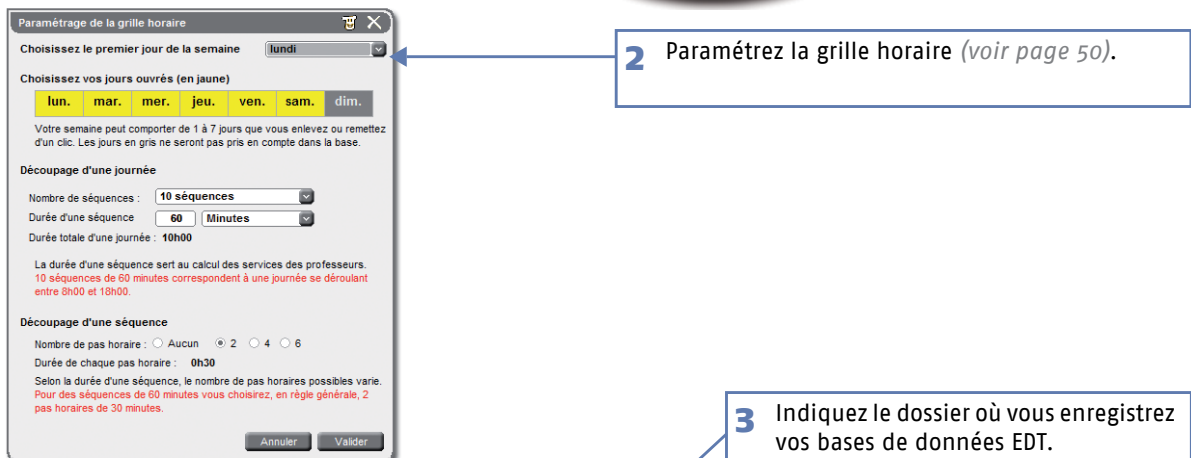 Paramétrage de la grille horaire
Choisissez le premier jour de la semaine lundi
Choisissez vos jours ouvrés (en jaune)
lun. mar. mer. jeu. ven. sam. dim.
Votre semaine peut comporter de 1 à 7 jours que vous enlevez ou remettez
d'un clic. Les jours en gris ne seront pas pris en compte dans la base.
Découpage d'une journée
Nombre de séquences : 10 séquences
Durée d'une séquence 60 Minutes
Durée totale d'une journée : 10h00
La durée d'une séquence sert au calcul des services des professeurs.
10 séquences de 60 minutes correspondent à une journée se déroulant
entre 8h00 et 18h00.
Découpage d'une séquence
Nombre de pas horaire : Aucun 2 4 6
Durée de chaque pas horaire : 0h30
Selon la durée d'une séquence, le nombre de pas horaires possibles varie.
Pour des séquences de 60 minutes vous choisirez, en règle générale, 2
pas horaires de 30 minutes.
Annuler Valider
2 Paramétrez la grille horaire (voir page 50).
3 Indiquez le dossier où vous enregistrez
vos bases de données EDT.